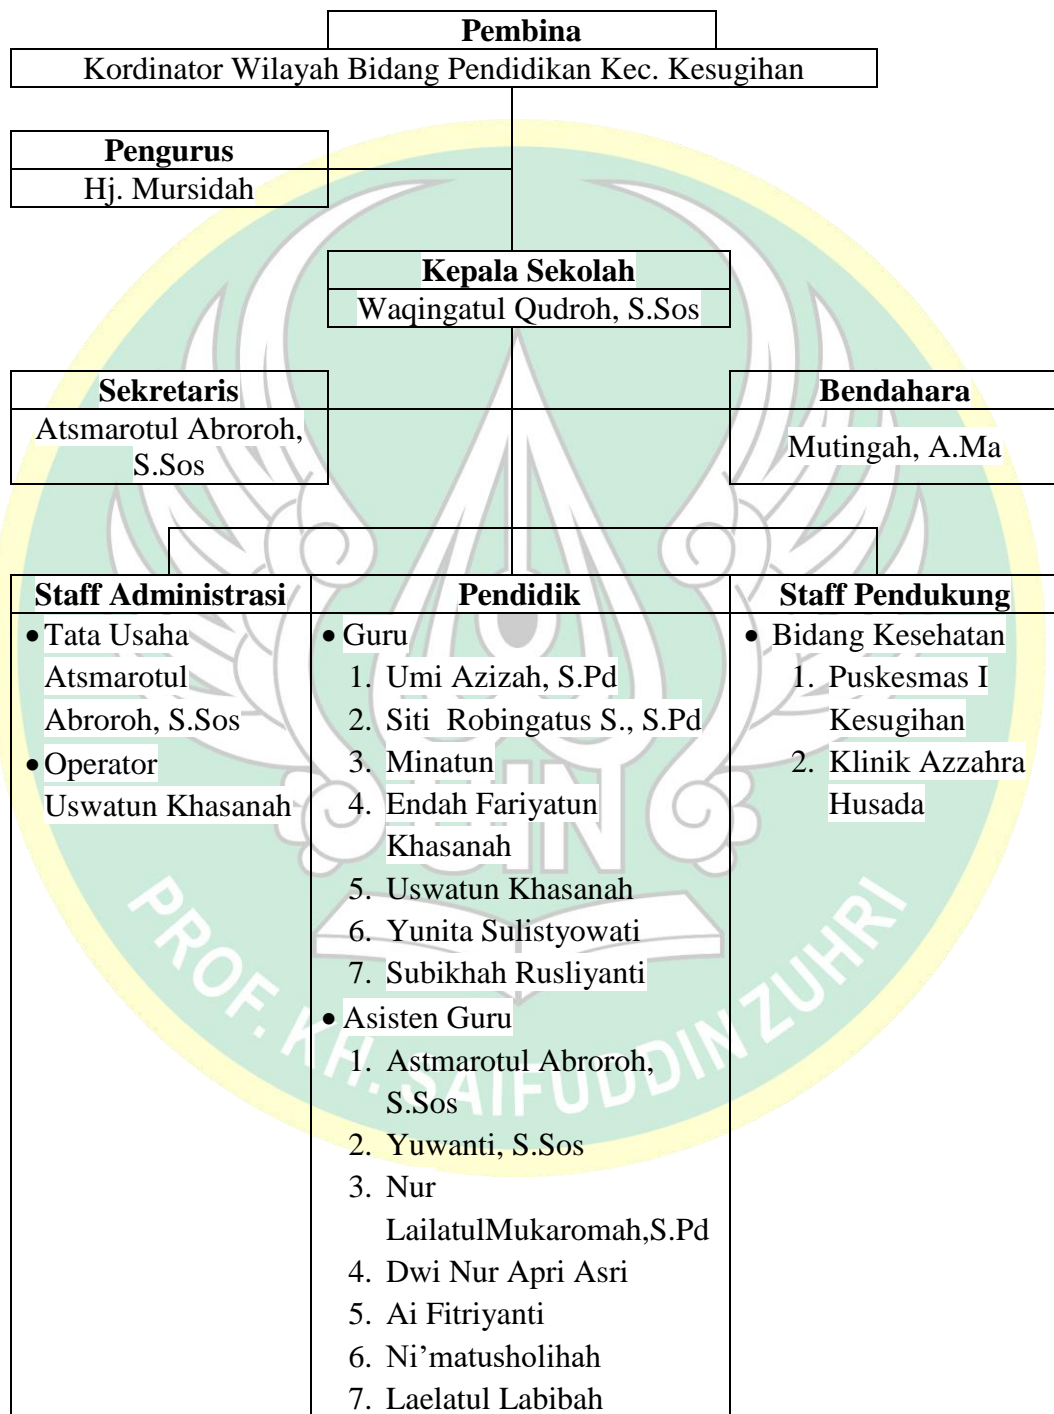 Pembina
Kordinator Wilayah Bidang Pendidikan Kec. Kesugihan
Pengurus
Hj. Mursidah
Kepala Sekolah
Waqingatul Qudroh, S.Sos
Sekretaris
Atsmarotul Abroroh,
S.Sos
Bendahara
Mutingah, A.Ma
Staff Administrasi
• Tata Usaha
Atsmarotul
Abroroh, S.Sos
• Operator
Uswatun Khasanah
Pendidik
• Guru
1. Umi Azizah, S.Pd
2. Siti Robingatus S., S.Pd
3. Minatun
4. Endah Fariyatun
Khasanah
5. Uswatun Khasanah
6. Yunita Sulistyowati
7. Subikhah Rusliyanti
• Asisten Guru
1. Astmarotul Abroroh,
S.Sos
2. Yuwanti, S.Sos
3. Nur
LailatulMukaromah,S.Pd
4. Dwi Nur Apri Asri
5. Ai Fitriyanti
6. Ni’matusholihah
7. Laelatul Labibah
Staff Pendukung
• Bidang Kesehatan
1. Puskesmas I
Kesugihan
2. Klinik Azzahra
Husada
UIN
PROF. KH. SAIFUDDIN ZUHRI